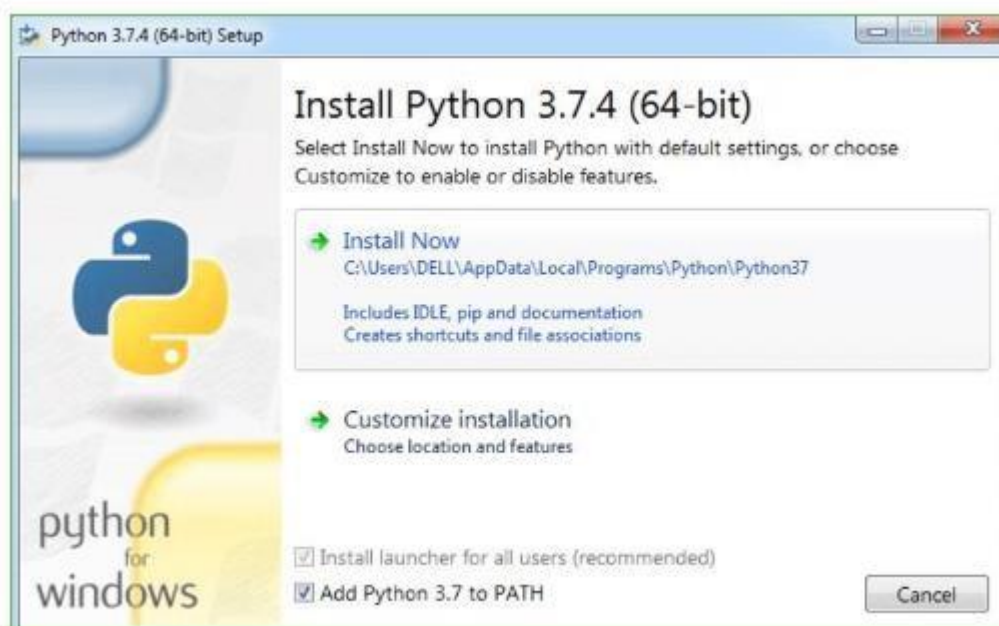 Python 3.7.4 (64-bit) Setup
Install Python 3.7.4 (64-bit)
Select Install Now to install Python with default settings, or choose
Customize to enable or disable features.
Install Now
C:\Users\DELL\AppData\Local\Programs\Python\Python37
Includes IDLE, pip and documentation
Creates shortcuts and file associations
Customize installation
Choose location and features
python
for
windows
Install launcher for all users (recommended)
Add Python 3.7 to PATH
Cancel